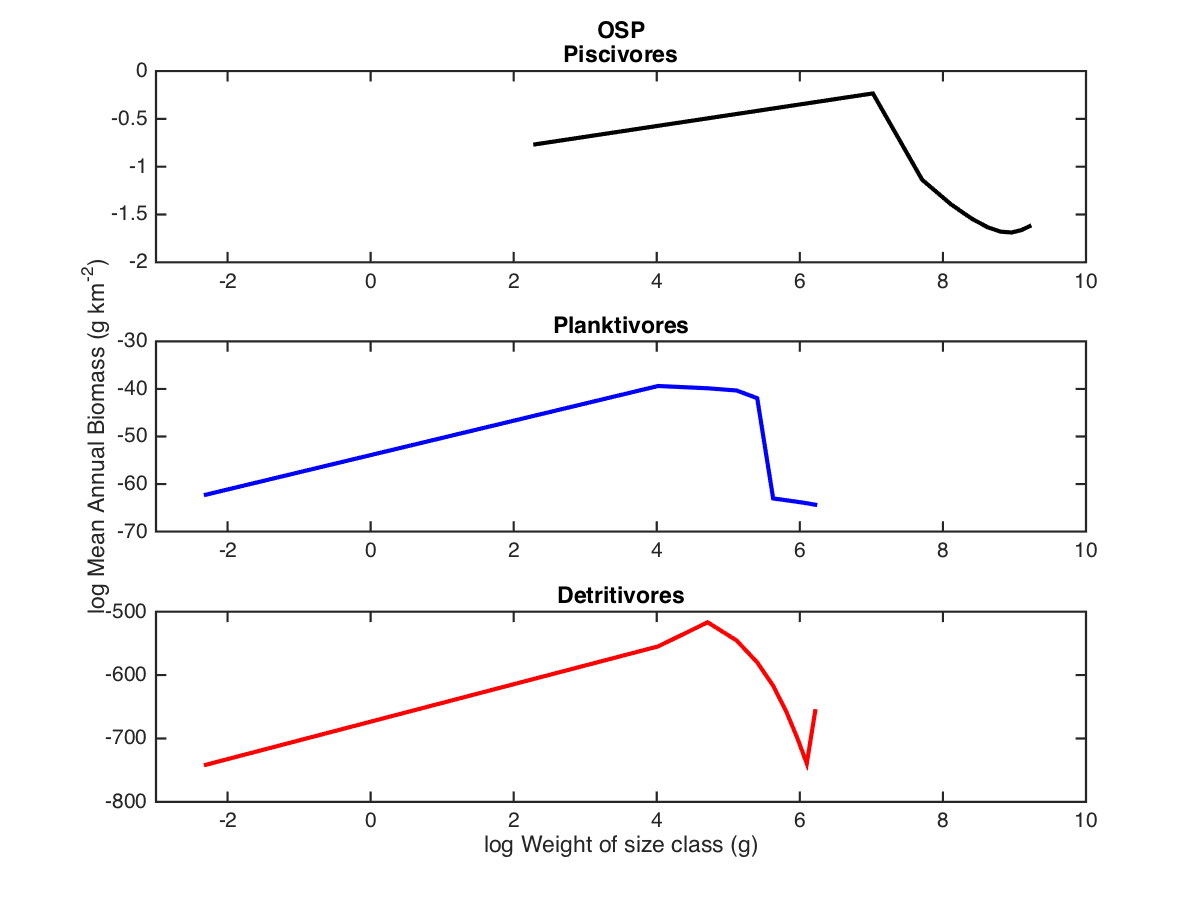 OSP
Piscivores
0
-0.5
-1
-1.5
-2
-2 0 2 4 6 8 10
log Mean Annual Biomass (g km-2)
Planktivores
-30
-40
-50
-60
-70
-2 0 2 4 6 8 10
Detritivores
-500
-600
-700
-800
-2 0 2 4 6 8 10
log Weight of size class (g)